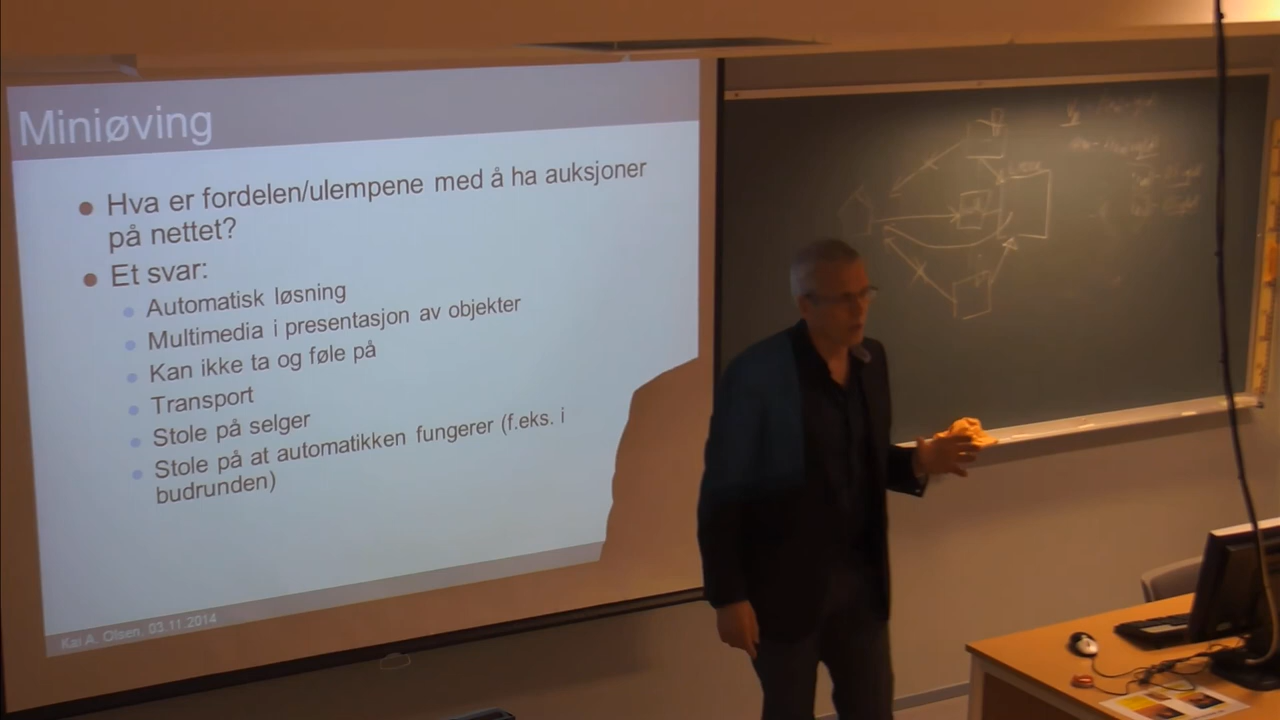 Miniøving
Hva er fordelen/ulempene med å ha auksjoner
på nettet?
Et svar:
Automatisk løsning
Multimedia i presentasjon av objekter
Kan ikke ta og føle på
Transport
Stole på selger
Stole på at automatikken fungerer (f.eks. i
budrunden)
Kai A. Olsen, 03.11.2014